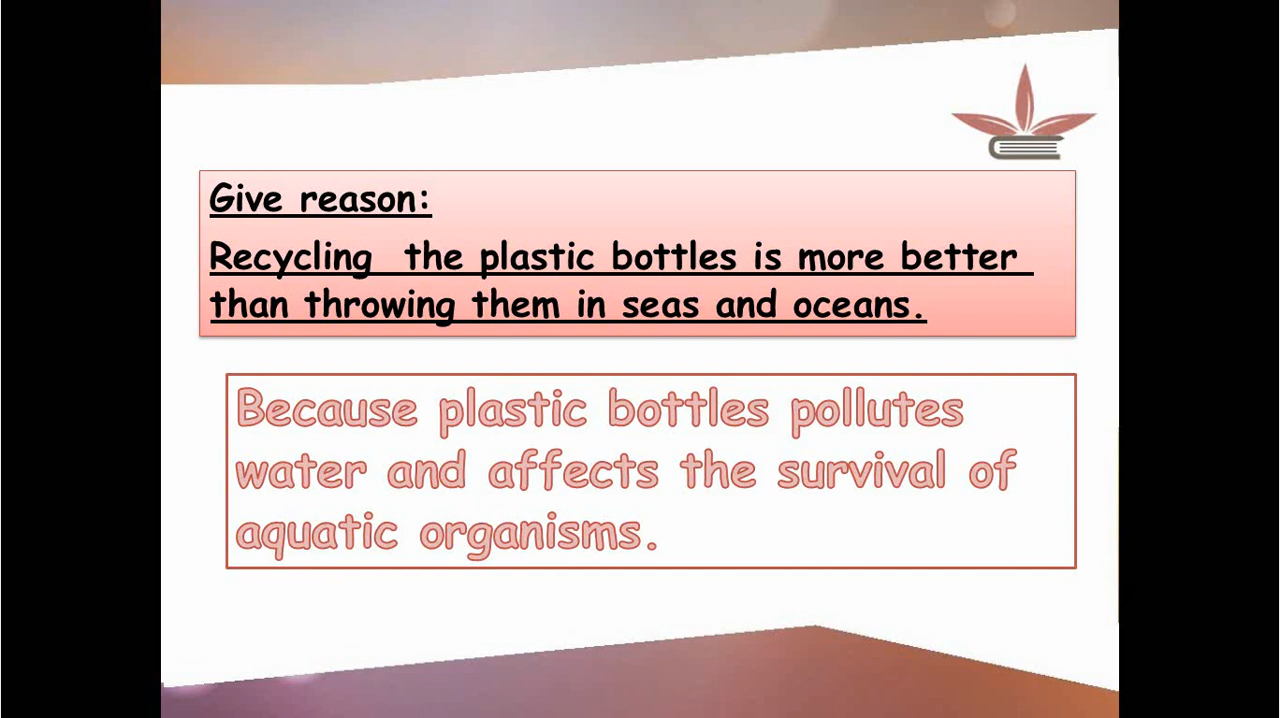 Give reason:
Recycling the plastic bottles is more better
than throwing them in seas and oceans.
Because plastic bottles pollutes
water and affects the survival of
aquatic organisms.